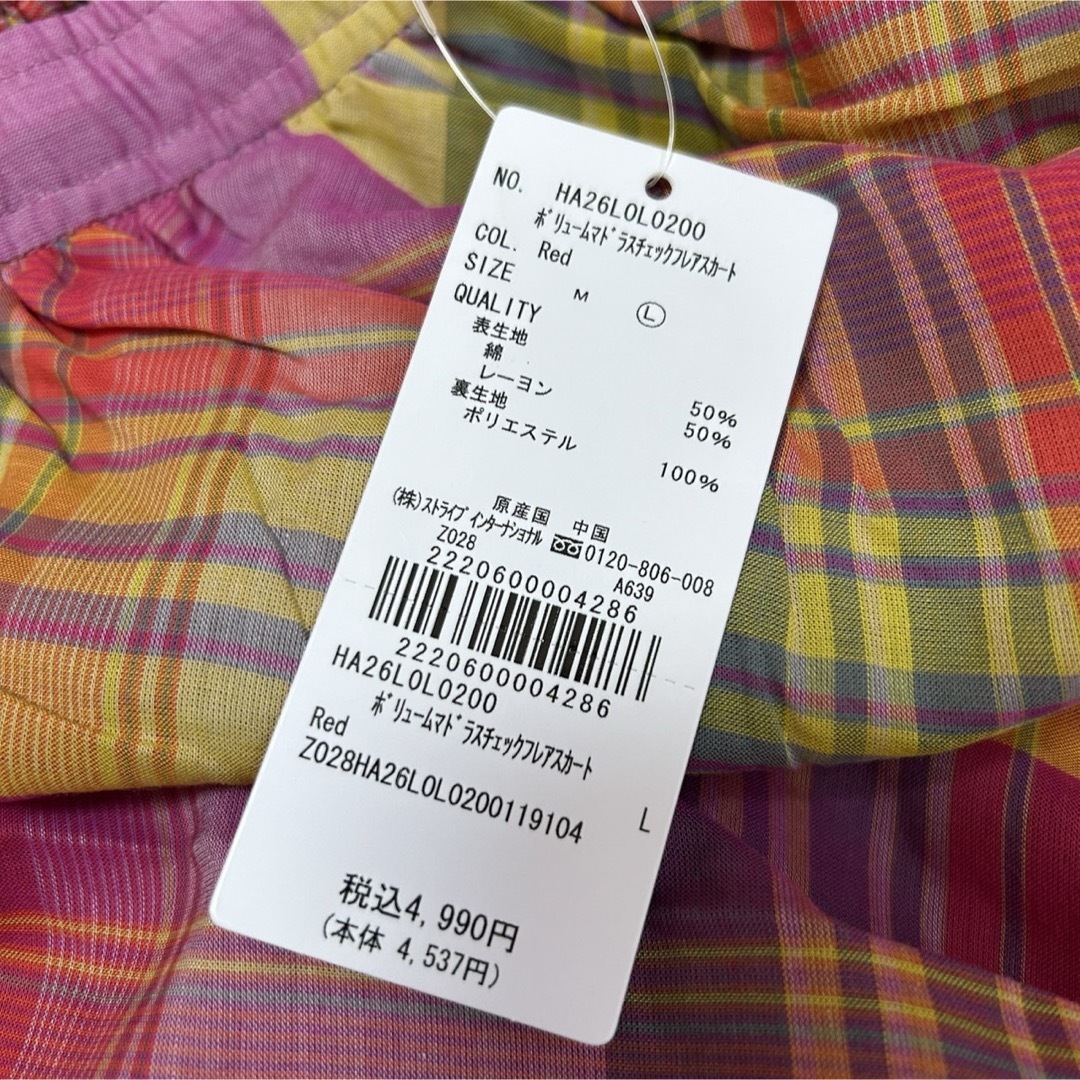 NO. HA26L0L0200
ﾎﾞﾘｭｰﾑﾏﾄﾞﾗｽﾁｪｯｸﾌﾚｱｽｶｰﾄ
COL. Red
SIZE M Ⓛ
QUALITY
表生地
綿 50%
レーヨン 50%
裏生地
ポリエステル 100%
原産国 中国
(株)ｽﾄﾗｲﾌﾟｲﾝﾀｰﾅｼｮﾅﾙ 0120-806-008
Z028 A639
2220600004286
2220600004286
HA26L0L0200
ﾎﾞﾘｭｰﾑﾏﾄﾞﾗｽﾁｪｯｸﾌﾚｱｽｶｰﾄ
Red L
Z028HA26L0L0200119104
税込4,990円
(本体 4,537円)